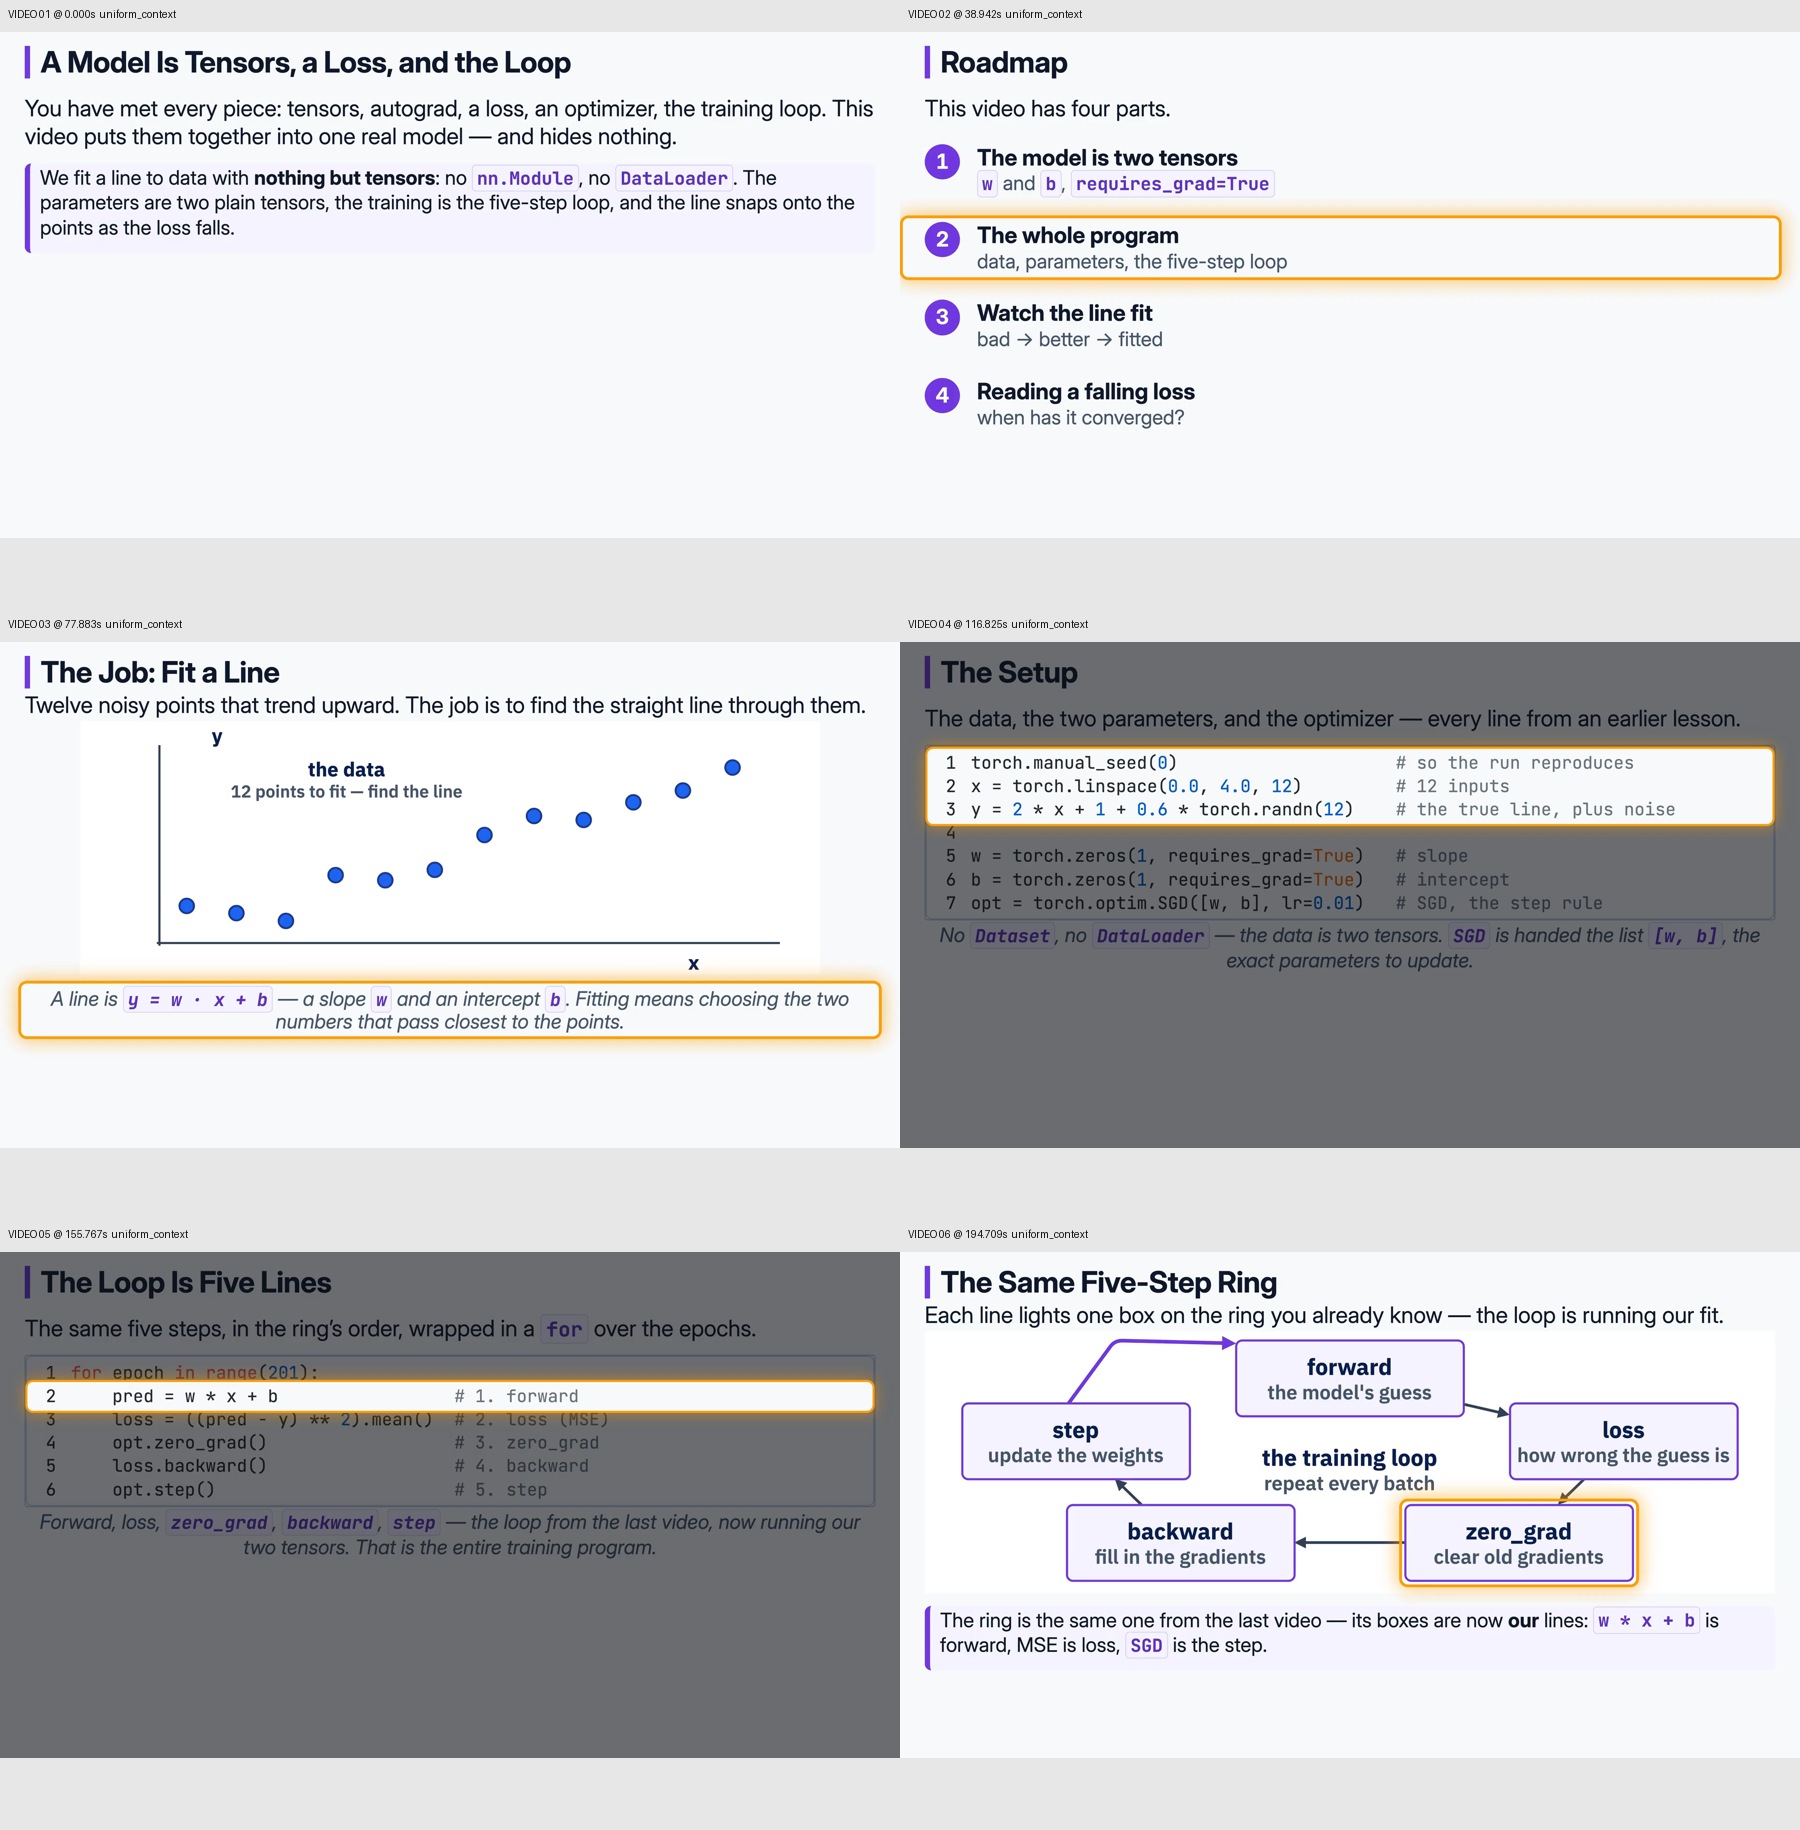 VIDEO01 @ 0.000s uniform_context
A Model Is Tensors, a Loss, and the Loop
You have met every piece: tensors, autograd, a loss, an optimizer, the training loop. This
video puts them together into one real model — and hides nothing.
We fit a line to data with nothing but tensors: no nn.Module, no DataLoader. The
parameters are two plain tensors, the training is the five-step loop, and the line snaps onto the
points as the loss falls.
VIDEO02 @ 38.942s uniform_context
Roadmap
This video has four parts.
1 The model is two tensors
w and b, requires_grad=True
2 The whole program
data, parameters, the five-step loop
3 Watch the line fit
bad → better → fitted
4 Reading a falling loss
when has it converged?
VIDEO03 @ 77.883s uniform_context
The Job: Fit a Line
Twelve noisy points that trend upward. The job is to find the straight line through them.
y
the data
12 points to fit — find the line
x
A line is y = w · x + b — a slope w and an intercept b. Fitting means choosing the two
numbers that pass closest to the points.
VIDEO04 @ 116.825s uniform_context
The Setup
The data, the two parameters, and the optimizer — every line from an earlier lesson.
1 torch.manual_seed(0) # so the run reproduces
2 x = torch.linspace(0.0, 4.0, 12) # 12 inputs
3 y = 2 * x + 1 + 0.6 * torch.randn(12) # the true line, plus noise
4
5 w = torch.zeros(1, requires_grad=True) # slope
6 b = torch.zeros(1, requires_grad=True) # intercept
7 opt = torch.optim.SGD([w, b], lr=0.01) # SGD, the step rule
No Dataset, no DataLoader — the data is two tensors. SGD is handed the list [w, b], the
exact parameters to update.
VIDEO05 @ 155.767s uniform_context
The Loop Is Five Lines
The same five steps, in the ring's order, wrapped in a for over the epochs.
1 for epoch in range(201):
2 pred = w * x + b # 1. forward
3 loss = ((pred - y) ** 2).mean() # 2. loss (MSE)
4 opt.zero_grad() # 3. zero_grad
5 loss.backward() # 4. backward
6 opt.step() # 5. step
Forward, loss, zero_grad, backward, step — the loop from the last video, now running our
two tensors. That is the entire training program.
VIDEO06 @ 194.709s uniform_context
The Same Five-Step Ring
Each line lights one box on the ring you already know — the loop is running our fit.
forward
the model's guess
step
update the weights
loss
how wrong the guess is
the training loop
repeat every batch
backward
fill in the gradients
zero_grad
clear old gradients
The ring is the same one from the last video — its boxes are now our lines: w * x + b is
forward, MSE is loss, SGD is the step.